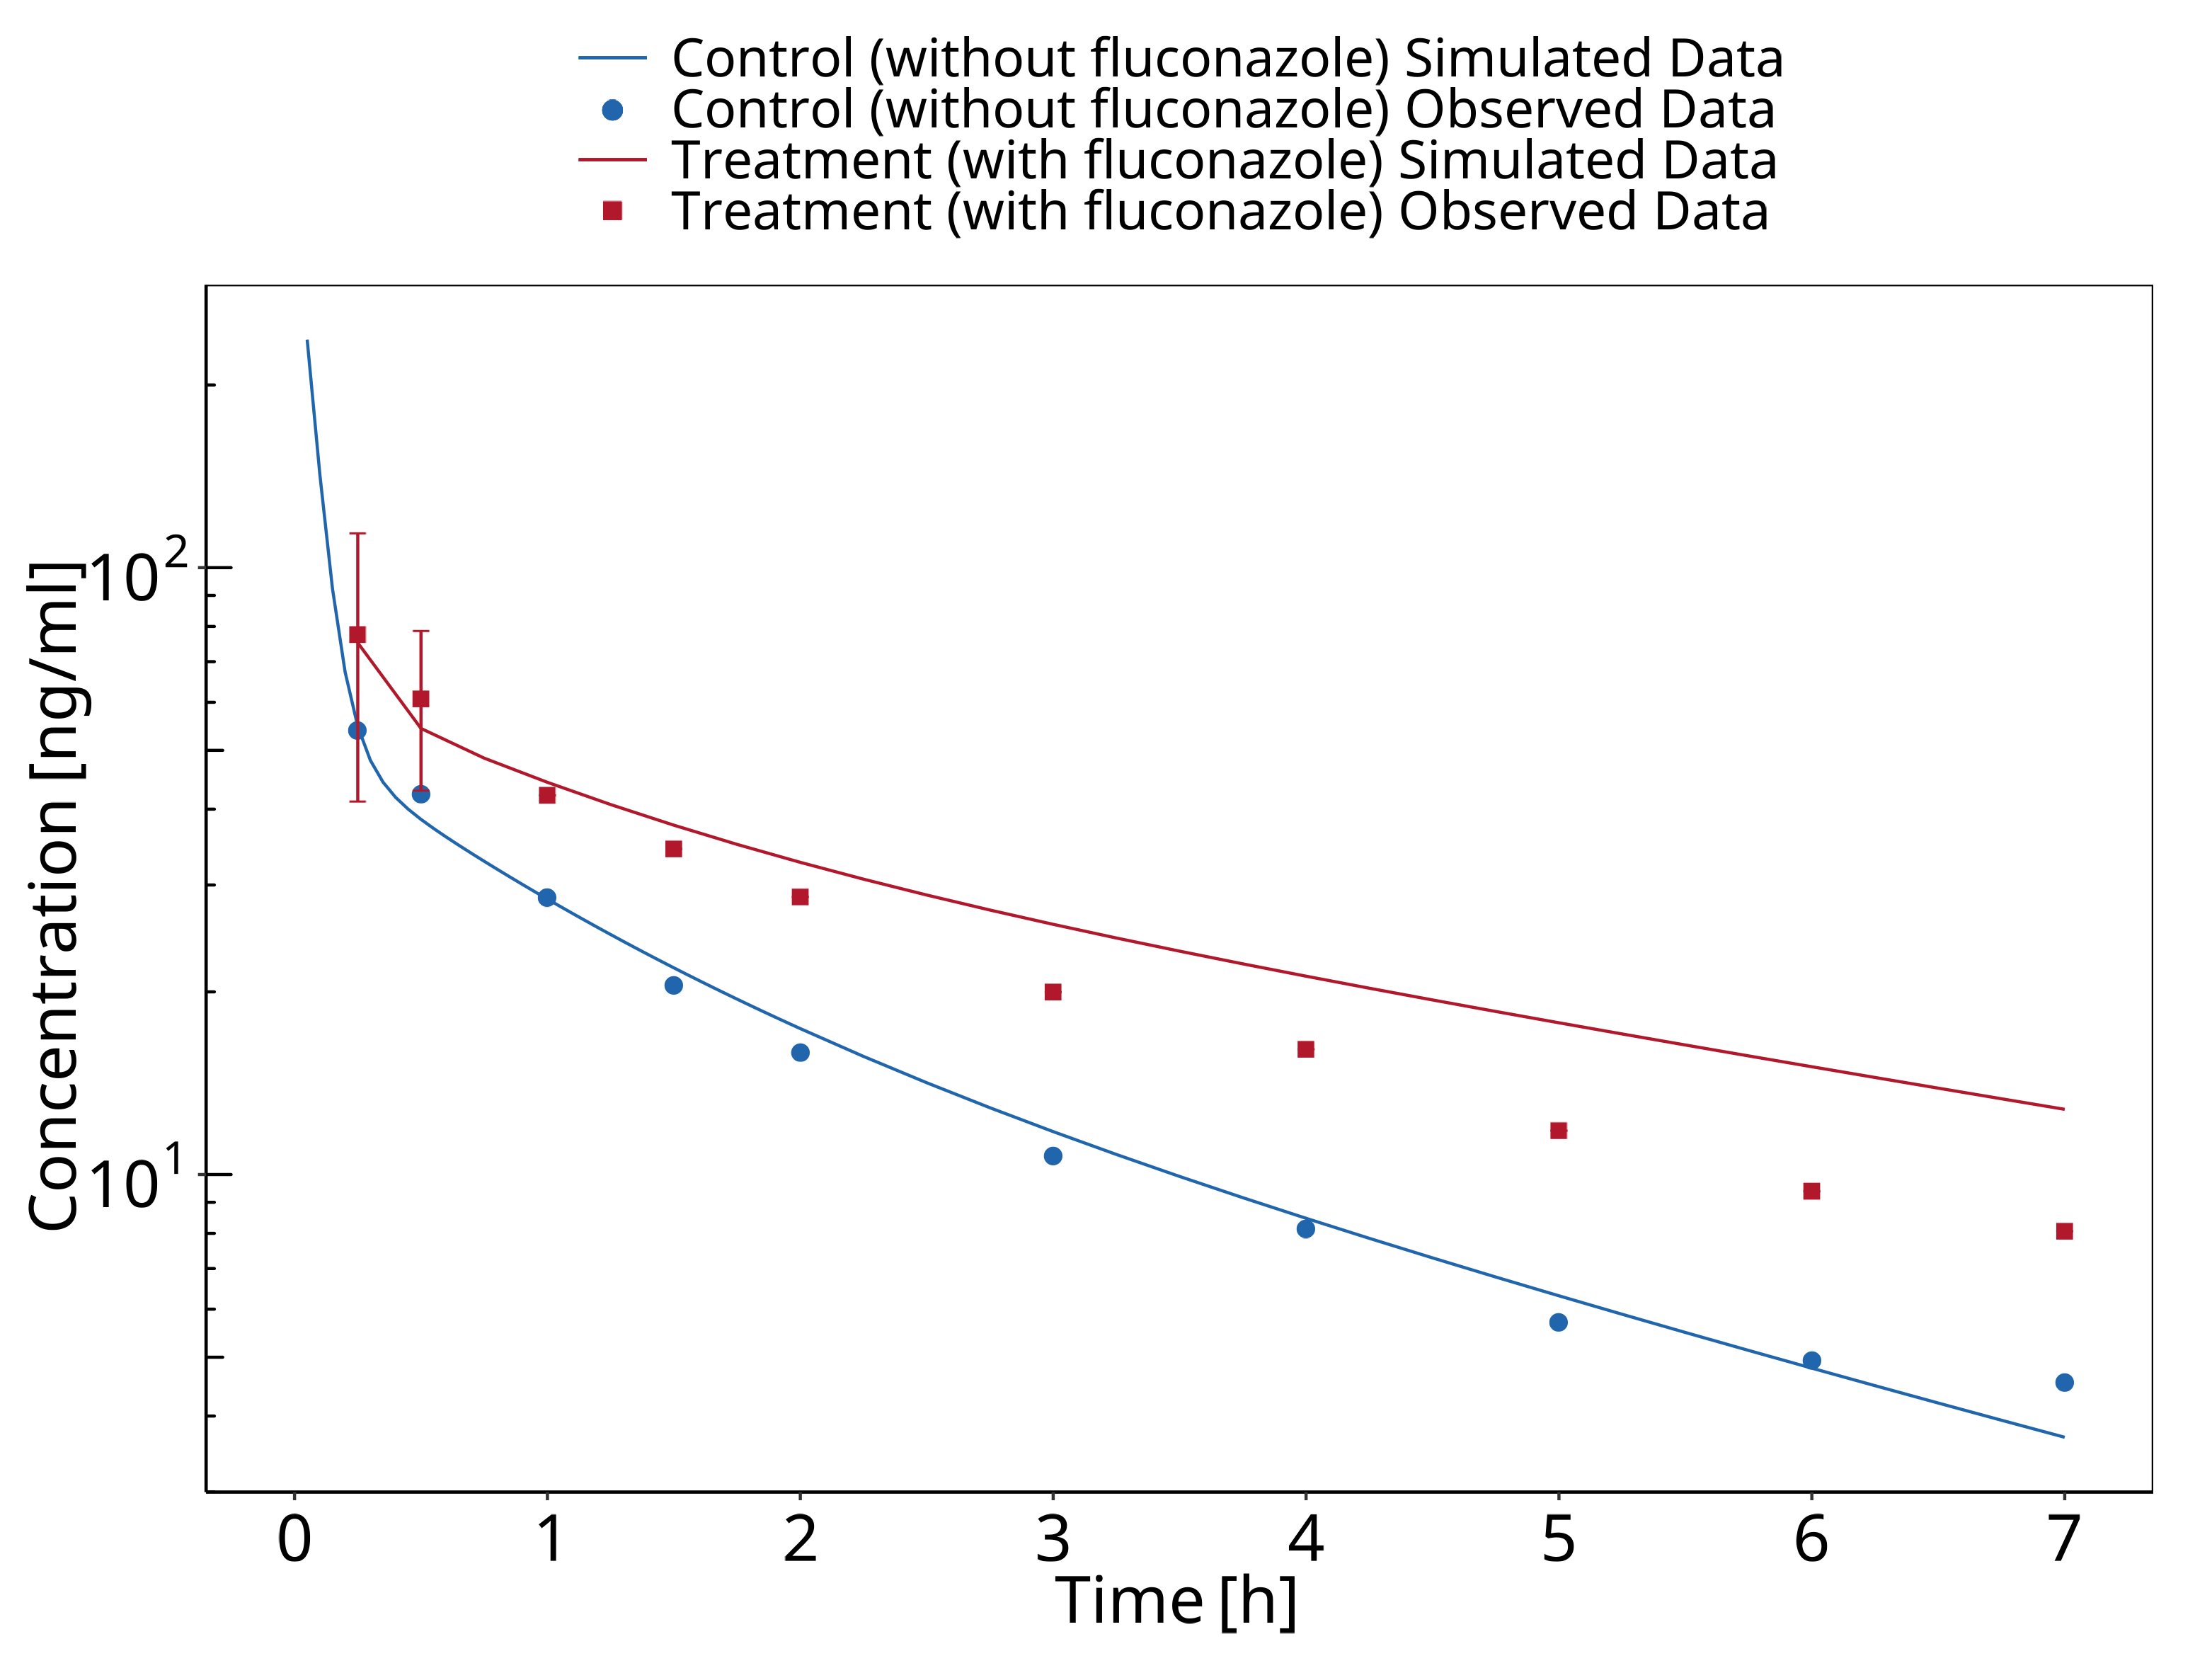 Control (without fluconazole) Simulated Data
Control (without fluconazole) Observed Data
Treatment (with fluconazole) Simulated Data
Treatment (with fluconazole) Observed Data
Concentration [ng/ml]
10²
10¹
0 1 2 3 4 5 6 7
Time [h]